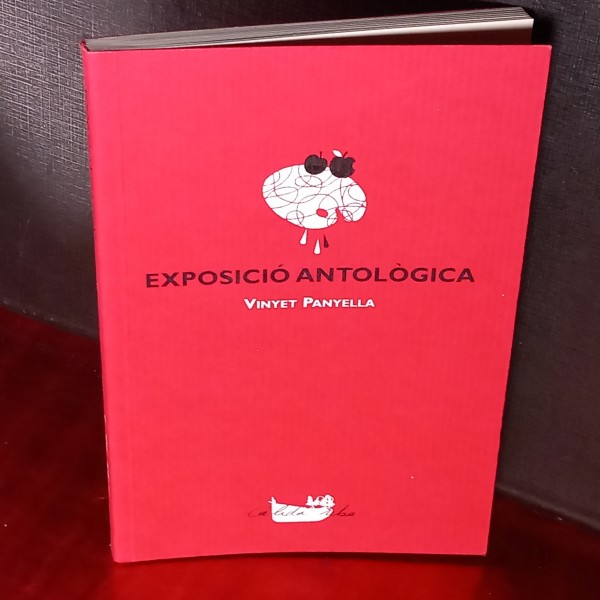 EXPOSICIÓ ANTOLÒGICA
VINYET PANYELLA